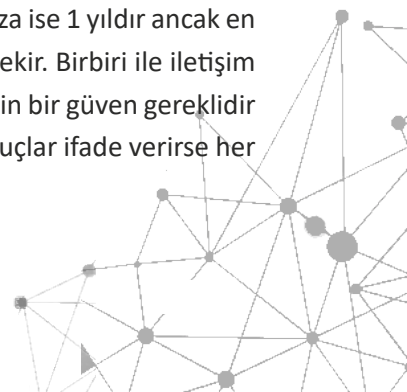 za ise 1 yıldır ancak en
ekir. Birbiri ile iletişim
in bir güven gereklidir
uçlar ifade verirse her